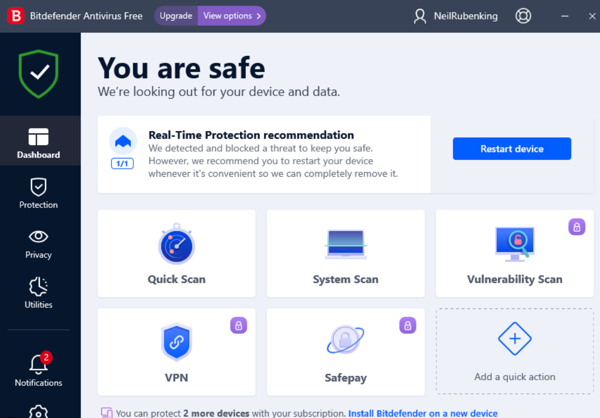 B Bitdefender Antivirus Free Upgrade View options > NeilRubenking
You are safe
We're looking out for your device and data.
Dashboard
Protection
Privacy
Utilities
2
Notifications
Real-Time Protection recommendation
We detected and blocked a threat to keep you safe.
However, we recommend you to restart your device
whenever it's convenient so we can completely remove it.
1/1
Restart device
Quick Scan
System Scan
Vulnerability Scan
VPN
Safepay
Add a quick action
You can protect 2 more devices with your subscription. Install Bitdefender on a new device